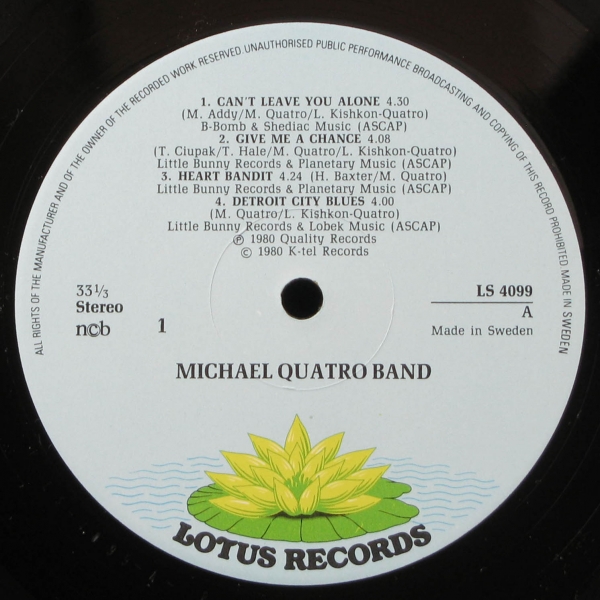 ALL RIGHTS OF THE MANUFACTURER AND OF THE OWNER OF THE RECORDED WORK RESERVED UNAUTHORISED PUBLIC PERFORMANCE BROADCASTING AND COPYING OF THIS RECORD PROHIBITED MADE IN SWEDEN
1. CAN'T LEAVE YOU ALONE 4.30
(M. Addy/M. Quatro/L. Kishkon-Quatro)
B-Bomb & Shediac Music (ASCAP)
2. GIVE ME A CHANCE 4.08
(T. Ciupak/T. Hale/M. Quatro/L. Kishkon-Quatro)
Little Bunny Records & Planetary Music (ASCAP)
3. HEART BANDIT 4.24 (H. Baxter/M. Quatro)
Little Bunny Records & Planetary Music (ASCAP)
4. DETROIT CITY BLUES 4.00
(M. Quatro/L. Kishkon-Quatro)
Little Bunny Records & Lobek Music (ASCAP)
℗ 1980 Quality Records
© 1980 K-tel Records
33 1/3
Stereo
ncb
1
LS 4099
A
Made in Sweden
MICHAEL QUATRO BAND
LOTUS RECORDS